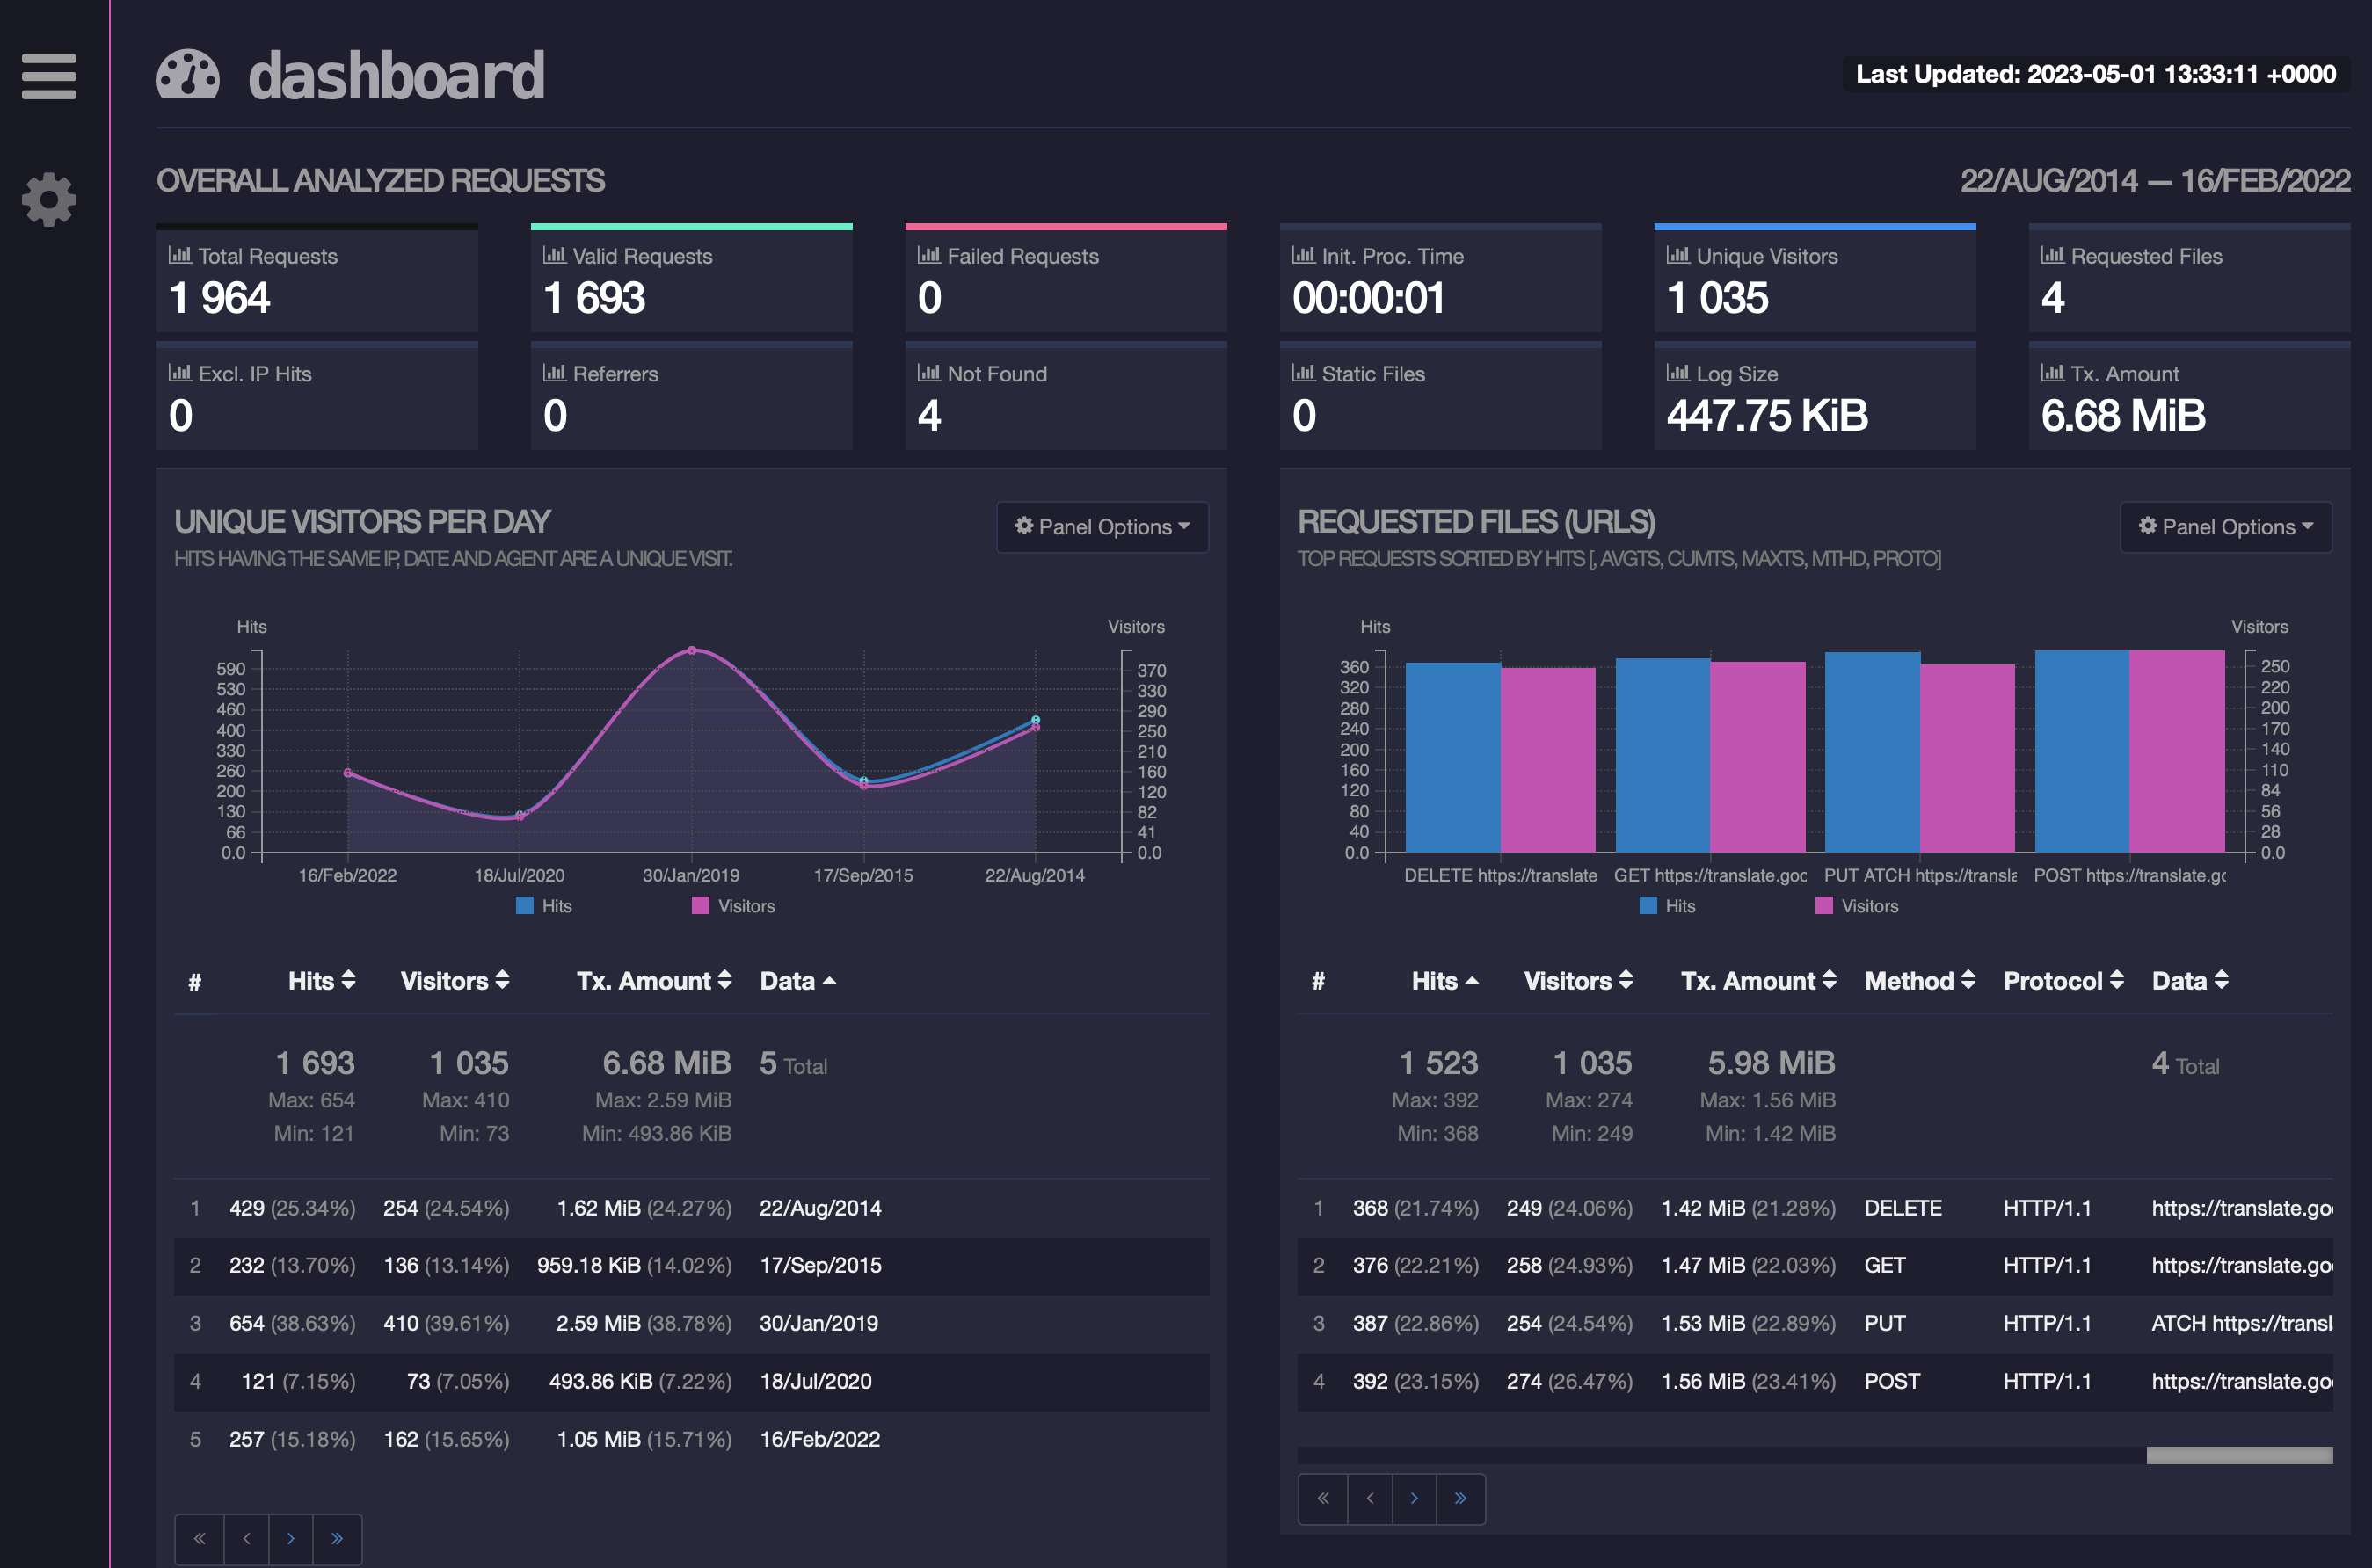 dashboard
Last Updated: 2023-05-01 13:33:11 +0000
OVERALL ANALYZED REQUESTS
22/AUG/2014 — 16/FEB/2022
Total Requests
1 964
Valid Requests
1 693
Failed Requests
0
Init. Proc. Time
00:00:01
Unique Visitors
1 035
Requested Files
4
Excl. IP Hits
0
Referrers
0
Not Found
4
Static Files
0
Log Size
447.75 KiB
Tx. Amount
6.68 MiB
UNIQUE VISITORS PER DAY
Panel Options
HITS HAVING THE SAME IP, DATE AND AGENT ARE A UNIQUE VISIT.
Hits
Visitors
590
530
460
400
330
260
200
130
66
0.0
370
330
290
250
210
160
120
82
41
0.0
16/Feb/2022 18/Jul/2020 30/Jan/2019 17/Sep/2015 22/Aug/2014
Hits Visitors
# Hits Visitors Tx. Amount Data
1 693 1 035 6.68 MiB 5 Total
Max: 654 Max: 410 Max: 2.59 MiB
Min: 121 Min: 73 Min: 493.86 KiB
1 429 (25.34%) 254 (24.54%) 1.62 MiB (24.27%) 22/Aug/2014
2 232 (13.70%) 136 (13.14%) 959.18 KiB (14.02%) 17/Sep/2015
3 654 (38.63%) 410 (39.61%) 2.59 MiB (38.78%) 30/Jan/2019
4 121 (7.15%) 73 (7.05%) 493.86 KiB (7.22%) 18/Jul/2020
5 257 (15.18%) 162 (15.65%) 1.05 MiB (15.71%) 16/Feb/2022
« ‹ › »
REQUESTED FILES (URLS)
Panel Options
TOP REQUESTS SORTED BY HITS [, AVGTS, CUMTS, MAXTS, MTHD, PROTO]
Hits
Visitors
360
320
280
240
200
160
120
80
40
0.0
250
220
200
170
140
110
84
56
28
0.0
DELETE https://translate GET https://translate.goo PUT ATCH https://transla POST https://translate.go
Hits Visitors
# Hits Visitors Tx. Amount Method Protocol Data
1 523 1 035 5.98 MiB 4 Total
Max: 392 Max: 274 Max: 1.56 MiB
Min: 368 Min: 249 Min: 1.42 MiB
1 368 (21.74%) 249 (24.06%) 1.42 MiB (21.28%) DELETE HTTP/1.1 https://translate.goo
2 376 (22.21%) 258 (24.93%) 1.47 MiB (22.03%) GET HTTP/1.1 https://translate.goo
3 387 (22.86%) 254 (24.54%) 1.53 MiB (22.89%) PUT HTTP/1.1 ATCH https://transl
4 392 (23.15%) 274 (26.47%) 1.56 MiB (23.41%) POST HTTP/1.1 https://translate.goo
« ‹ › »